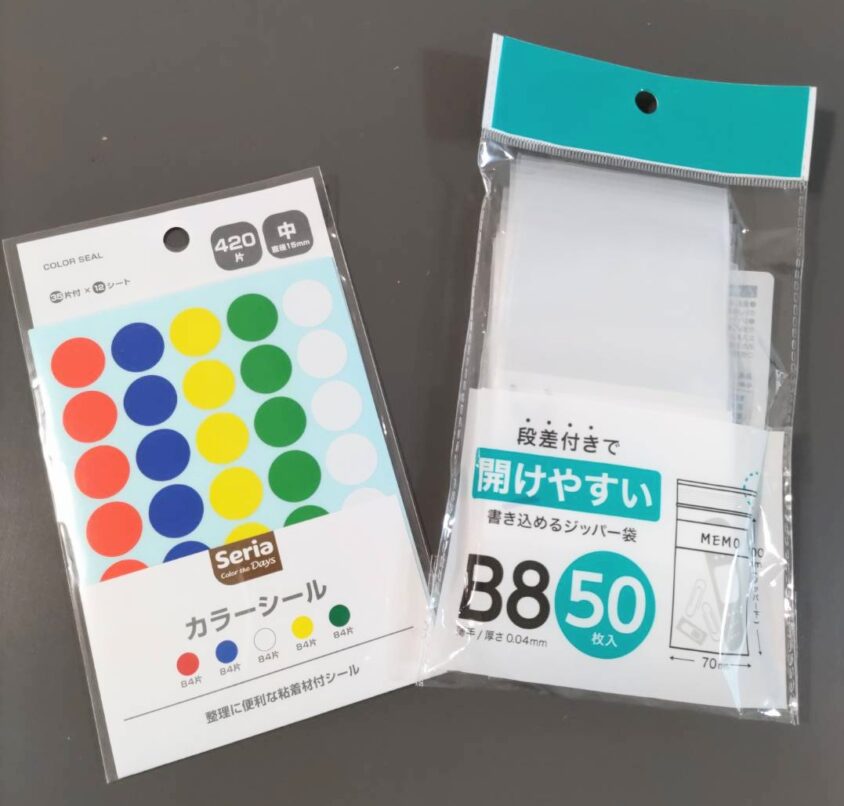 COLOR SEAL
420
片
中
直径15mm
35片付 × 12シート
Seria
Color the Days
カラーシール
84片
84片
84片
84片
84片
整理に便利な粘着材付シール
段差付きで
開けやすい
書き込めるジッパー袋
B8
50
枚入
厚さ 0.04mm
MEMO
70mm